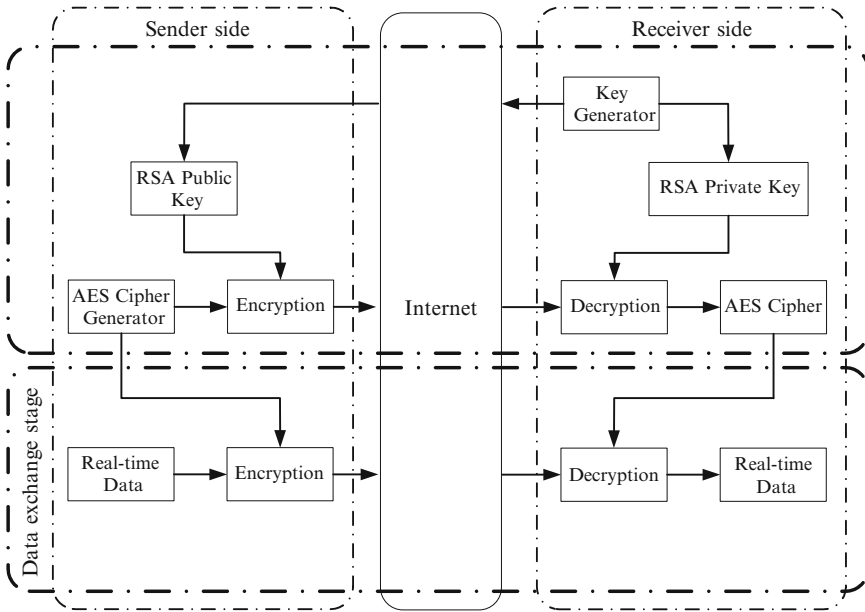 Sender side
Receiver side
Key
Generator
RSA Public
Key
RSA Private Key
AES Cipher
Generator
Encryption
Internet
Decryption
AES Cipher
Data exchange stage
Real-time
Data
Encryption
Decryption
Real-time
Data